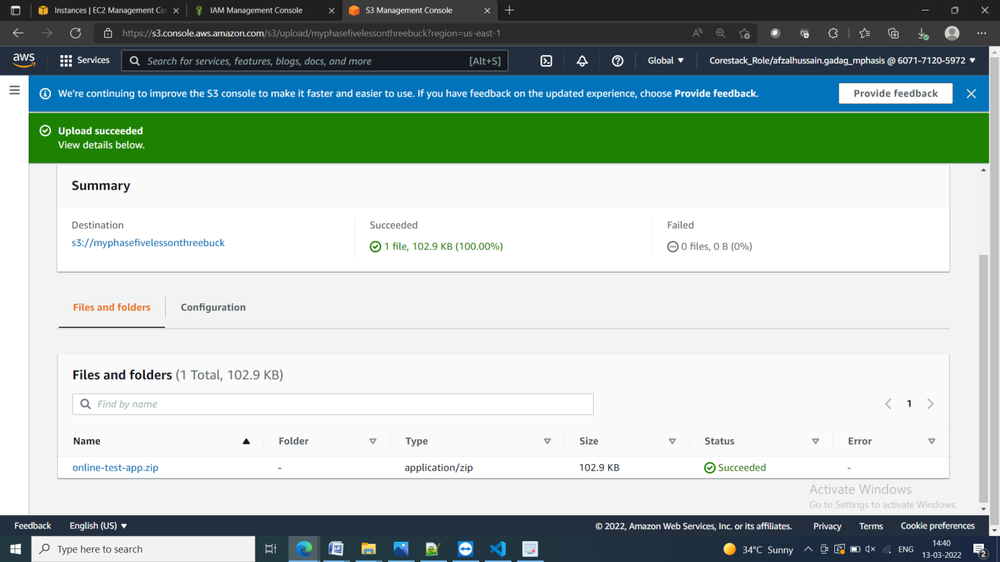 Instances | EC2 Management Co
IAM Management Console
S3 Management Console
https://s3.console.aws.amazon.com/s3/upload/myphasefivelessonthreebuck?region=us-east-1
aws
Services
Search for services, features, blogs, docs, and more
[Alt+S]
Global
Corestack_Role/afzalhussain.gadag_mphasis @ 6071-7120-5972
We're continuing to improve the S3 console to make it faster and easier to use. If you have feedback on the updated experience, choose Provide feedback.
Provide feedback
Upload succeeded
View details below.
Summary
Destination
s3://myphasefivelessonthreebuck
Succeeded
1 file, 102.9 KB (100.00%)
Failed
0 files, 0 B (0%)
Files and folders
Configuration
Files and folders (1 Total, 102.9 KB)
Find by name
1
Name Folder Type Size Status Error
online-test-app.zip - application/zip 102.9 KB Succeeded -
Activate Windows
Go to Settings to activate Windows.
Feedback
English (US)
© 2022, Amazon Web Services, Inc. or its affiliates.
Privacy
Terms
Cookie preferences
Type here to search
34°C Sunny
ENG
14:40
13-03-2022
2